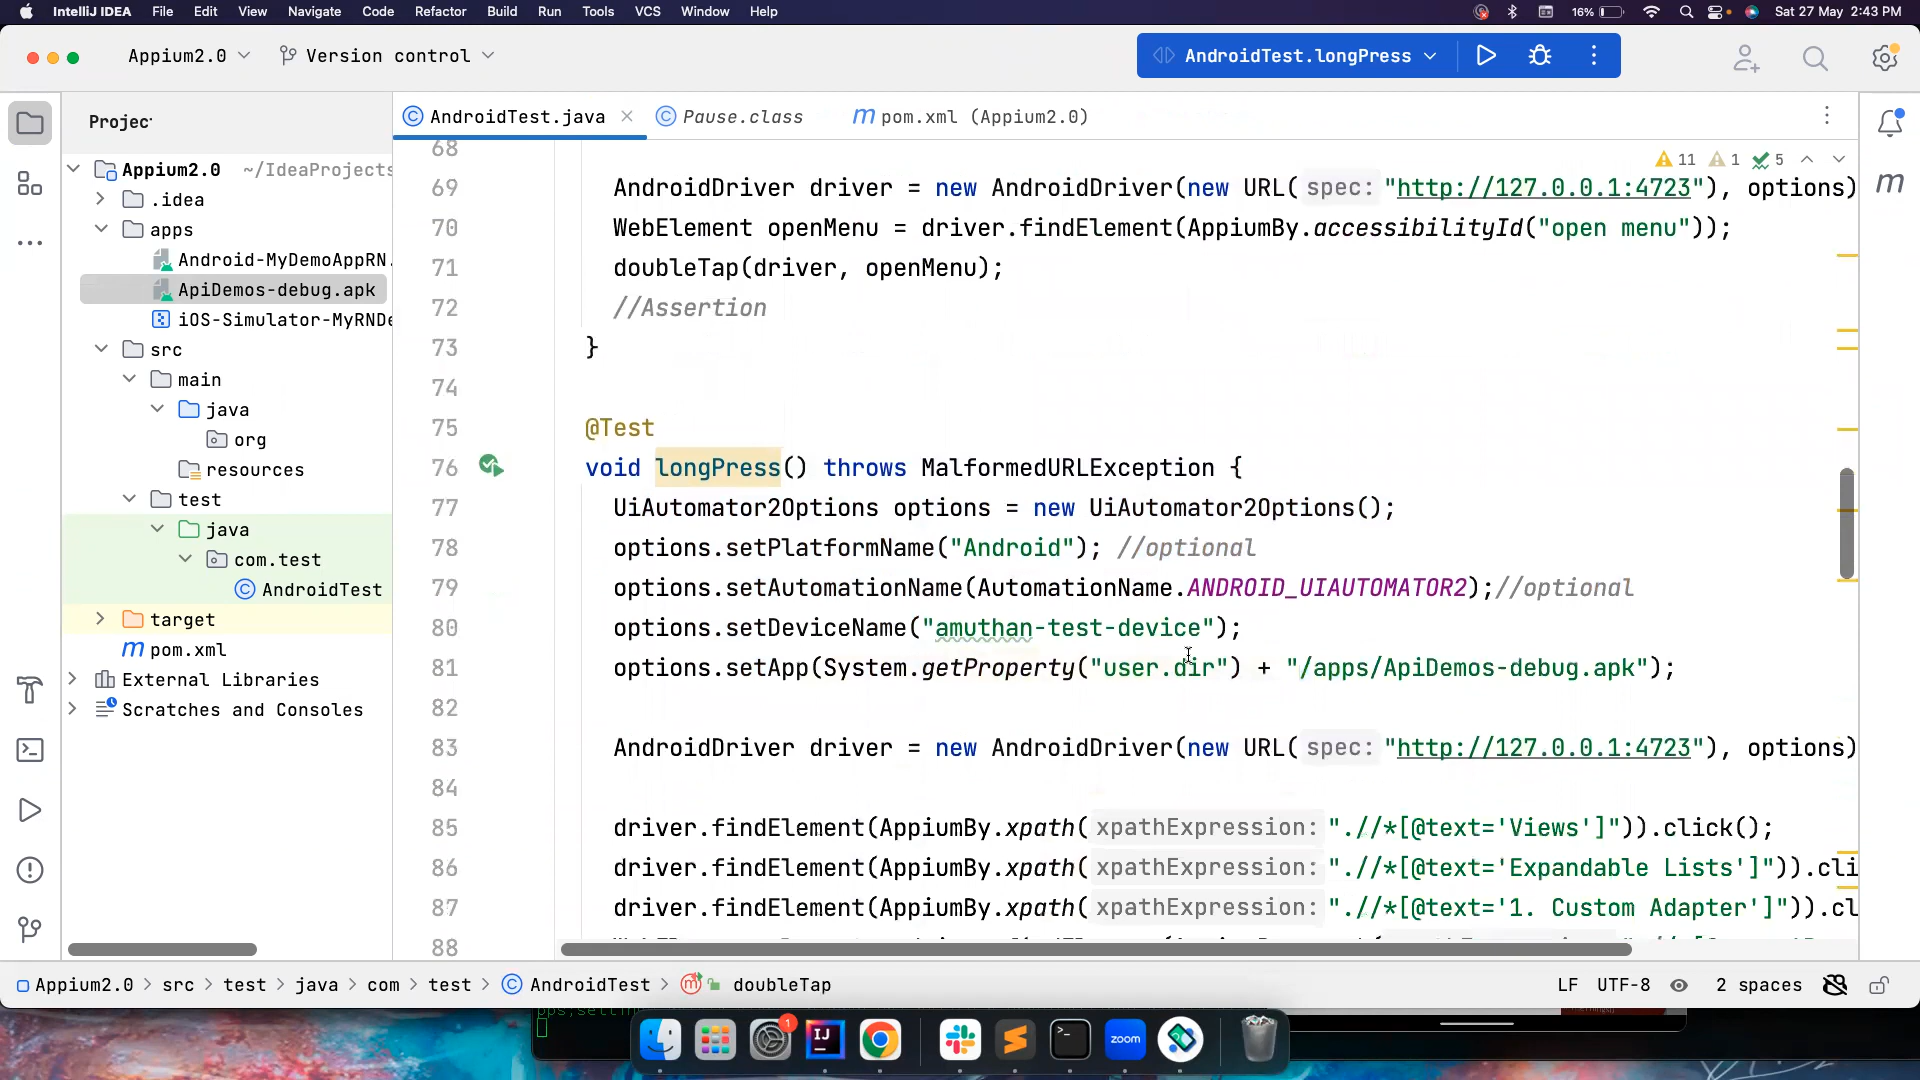 IntelliJ IDEA File Edit View Navigate Code Refactor Build Run Tools VCS Window Help 16% Sat 27 May 2:43 PM
Appium2.0 Version control AndroidTest.longPress
Projec
AndroidTest.java Pause.class pom.xml (Appium2.0)
11 1 5
Appium2.0 ~/IdeaProjects
.idea
apps
Android-MyDemoAppRN.
ApiDemos-debug.apk
iOS-Simulator-MyRNDe
src
main
java
org
resources
test
java
com.test
AndroidTest
target
pom.xml
External Libraries
Scratches and Consoles
68
69 AndroidDriver driver = new AndroidDriver(new URL( spec: "http://127.0.0.1:4723"), options)
70 WebElement openMenu = driver.findElement(AppiumBy.accessibilityId("open menu"));
71 doubleTap(driver, openMenu);
72 //Assertion
73 }
74
75 @Test
76 void longPress() throws MalformedURLException {
77 UiAutomator2Options options = new UiAutomator2Options();
78 options.setPlatformName("Android"); //optional
79 options.setAutomationName(AutomationName.ANDROID_UIAUTOMATOR2);//optional
80 options.setDeviceName("amuthan-test-device");
81 options.setApp(System.getProperty("user.dir") + "/apps/ApiDemos-debug.apk");
82
83 AndroidDriver driver = new AndroidDriver(new URL( spec: "http://127.0.0.1:4723"), options)
84
85 driver.findElement(AppiumBy.xpath( xpathExpression: ".//*[@text='Views']")).click();
86 driver.findElement(AppiumBy.xpath( xpathExpression: ".//*[@text='Expandable Lists']")).cli
87 driver.findElement(AppiumBy.xpath( xpathExpression: ".//*[@text='1. Custom Adapter']")).cl
88
Appium2.0 > src > test > java > com > test > AndroidTest > doubleTap LF UTF-8 2 spaces
1
zoom